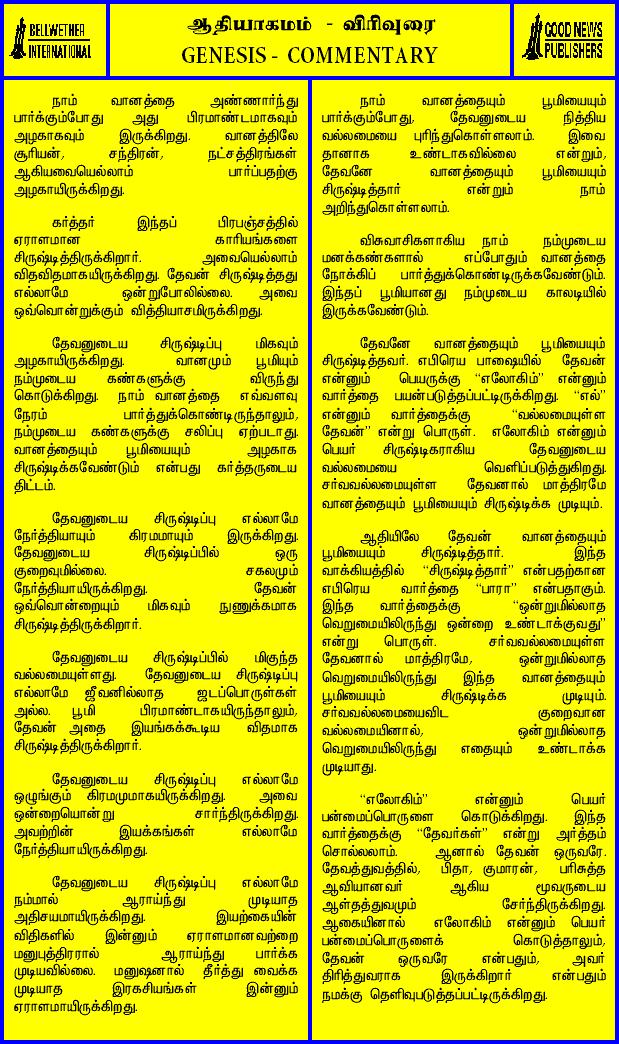 BELLWETHER
INTERNATIONAL
ஆதியாகமம் - விரிவுரை
GENESIS - COMMENTARY
GOOD NEWS
PUBLISHERS
நாம் வானத்தை அண்ணார்ந்து
பார்க்கும்போது அது பிரமாண்டமாகவும்
அழகாகவும் இருக்கிறது. வானத்திலே
சூரியன், சந்திரன், நட்சத்திரங்கள்
ஆகியவையெல்லாம் பார்ப்பதற்கு
அழகாயிருக்கிறது.
கர்த்தர் இந்தப் பிரபஞ்சத்தில்
ஏராளமான காரியங்களை
சிருஷ்டித்திருக்கிறார். அவையெல்லாம்
விதவிதமாகயிருக்கிறது. தேவன் சிருஷ்டித்தது
எல்லாமே ஒன்றுபோலில்லை. அவை
ஒவ்வொன்றுக்கும் வித்தியாசமிருக்கிறது.
தேவனுடைய சிருஷ்டிப்பு மிகவும்
அழகாயிருக்கிறது. வானமும் பூமியும்
நம்முடைய கண்களுக்கு விருந்து
கொடுக்கிறது. நாம் வானத்தை எவ்வளவு
நேரம் பார்த்துக்கொண்டிருந்தாலும்,
நம்முடைய கண்களுக்கு சலிப்பு ஏற்படாது.
வானத்தையும் பூமியையும் அழகாக
சிருஷ்டிக்கவேண்டும் என்பது கர்த்தருடைய
திட்டம்.
தேவனுடைய சிருஷ்டிப்பு எல்லாமே
நேர்த்தியாயும் கிரமமாயும் இருக்கிறது.
தேவனுடைய சிருஷ்டிப்பில் ஒரு
குறைவுமில்லை. சகலமும்
நேர்த்தியாயிருக்கிறது. தேவன்
ஒவ்வொன்றையும் மிகவும் நுணுக்கமாக
சிருஷ்டித்திருக்கிறார்.
தேவனுடைய சிருஷ்டிப்பில் மிகுந்த
வல்லமையுள்ளது. தேவனுடைய சிருஷ்டிப்பு
எல்லாமே ஜீவனில்லாத ஜடப்பொருள்கள்
அல்ல. பூமி பிரமாண்டாகயிருந்தாலும்,
தேவன் அதை இயங்கக்கூடிய விதமாக
சிருஷ்டித்திருக்கிறார்.
தேவனுடைய சிருஷ்டிப்பு எல்லாமே
ஒழுங்கும் கிரமமுமாகயிருக்கிறது. அவை
ஒன்றையொன்று சார்ந்திருக்கிறது.
அவற்றின் இயக்கங்கள் எல்லாமே
நேர்த்தியாயிருக்கிறது.
தேவனுடைய சிருஷ்டிப்பு எல்லாமே
நம்மால் ஆராய்ந்து முடியாத
அதிசயமாயிருக்கிறது. இயற்கையின்
விதிகளில் இன்னும் ஏராளமானவற்றை
மனுபுத்திரரால் ஆராய்ந்து பார்க்க
முடியவில்லை. மனுஷனால் தீர்த்து வைக்க
முடியாத இரகசியங்கள் இன்னும்
ஏராளமாயிருக்கிறது.
நாம் வானத்தையும் பூமியையும்
பார்க்கும்போது, தேவனுடைய நித்திய
வல்லமையை புரிந்துகொள்ளலாம். இவை
தானாக உண்டாகவில்லை என்றும்,
தேவனே வானத்தையும் பூமியையும்
சிருஷ்டித்தார் என்றும் நாம்
அறிந்துகொள்ளலாம்.
விசுவாசிகளாகிய நாம் நம்முடைய
மனக்கண்களால் எப்போதும் வானத்தை
நோக்கிப் பார்த்துக்கொண்டிருக்கவேண்டும்.
இந்தப் பூமியானது நம்முடைய காலடியில்
இருக்கவேண்டும்.
தேவனே வானத்தையும் பூமியையும்
சிருஷ்டித்தவர். எபிரெய பாஷையில் தேவன்
என்னும் பெயருக்கு “எலோகிம்” என்னும்
வார்த்தை பயன்படுத்தப்பட்டிருக்கிறது. “எல்”
என்னும் வார்த்தைக்கு “வல்லமையுள்ள
தேவன்” என்று பொருள். எலோகிம் என்னும்
பெயர் சிருஷ்டிகராகிய தேவனுடைய
வல்லமையை வெளிப்படுத்துகிறது.
சர்வவல்லமையுள்ள தேவனால் மாத்திரமே
வானத்தையும் பூமியையும் சிருஷ்டிக்க முடியும்.
ஆதியிலே தேவன் வானத்தையும்
பூமியையும் சிருஷ்டித்தார். இந்த
வாக்கியத்தில் “சிருஷ்டித்தார்” என்பதற்கான
எபிரெய வார்த்தை “பாரா” என்பதாகும்.
இந்த வார்த்தைக்கு “ஒன்றுமில்லாத
வெறுமையிலிருந்து ஒன்றை உண்டாக்குவது”
என்று பொருள். சர்வவல்லமையுள்ள
தேவனால் மாத்திரமே, ஒன்றுமில்லாத
வெறுமையிலிருந்து இந்த வானத்தையும்
பூமியையும் சிருஷ்டிக்க முடியும்.
சர்வவல்லமையைவிட குறைவான
வல்லமையினால், ஒன்றுமில்லாத
வெறுமையிலிருந்து எதையும் உண்டாக்க
முடியாது.
“எலோகிம்” என்னும் பெயர்
பன்மைப்பொருளை கொடுக்கிறது. இந்த
வார்த்தைக்கு “தேவர்கள்” என்று அர்த்தம்
சொல்லலாம். ஆனால் தேவன் ஒருவரே.
தேவத்துவத்தில், பிதா, குமாரன், பரிசுத்த
ஆவியானவர் ஆகிய மூவருடைய
ஆள்தத்துவமும் சேர்ந்திருக்கிறது.
ஆகையினால் எலோகிம் என்னும் பெயர்
பன்மைப்பொருளைக் கொடுத்தாலும்,
தேவன் ஒருவரே என்பதும், அவர்
திரித்துவராக இருக்கிறார் என்பதும்
நமக்கு தெளிவுபடுத்தப்பட்டிருக்கிறது.